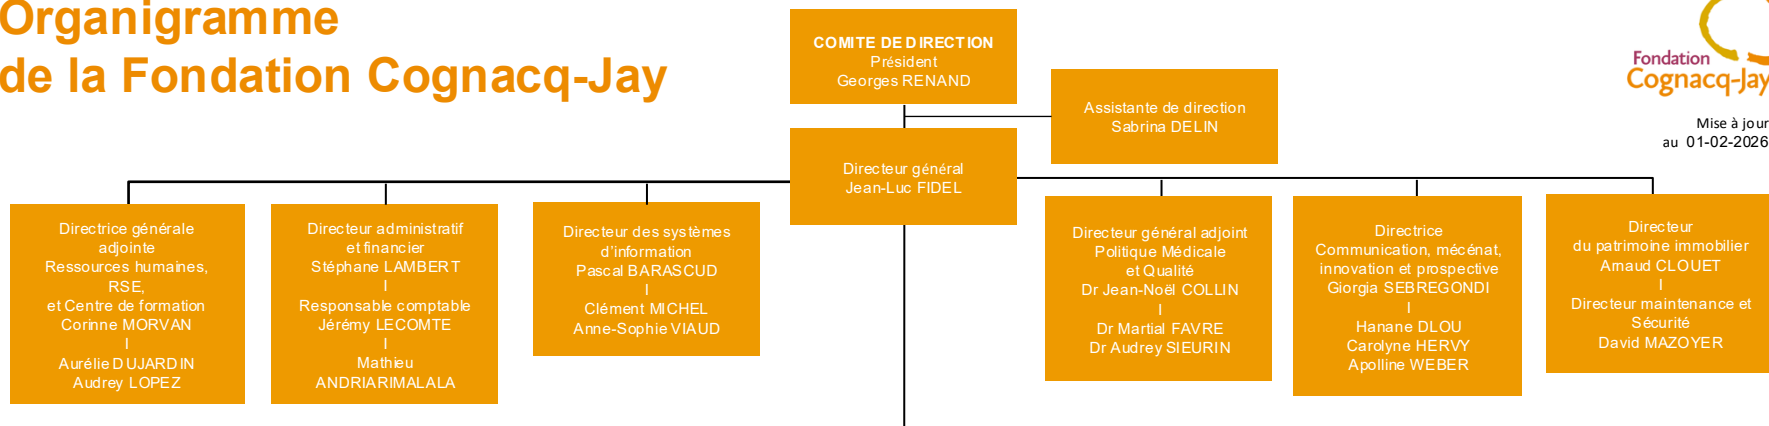 Organigramme
de la Fondation Cognacq-Jay
COMITE DE DIRECTION
Président
Georges RENAND
Assistante de direction
Sabrina DELIN
Fondation
Cognacq-Jay
Mise à jour
au 01-02-2026
Directeur général
Jean-Luc FIDEL
Directrice générale
adjointe
Ressources humaines,
RSE,
et Centre de formation
Corinne MORVAN
I
Aurélie DUJARDIN
Audrey LOPEZ
Directeur administratif
et financier
Stéphane LAMBERT
I
Responsable comptable
Jérémy LECOMTE
I
Mathieu
ANDRIARIMALALA
Directeur des systèmes
d'information
Pascal BARASCUD
I
Clément MICHEL
Anne-Sophie VIAUD
Directeur général adjoint
Politique Médicale
et Qualité
Dr Jean-Noël COLLIN
I
Dr Martial FAVRE
Dr Audrey SIEURIN
Directrice
Communication, mécénat,
innovation et prospective
Giorgia SEBREGONDI
I
Hanane DLOU
Carolyne HERVY
Apolline WEBER
Directeur
du patrimoine immobilier
Arnaud CLOUET
I
Directeur maintenance et
Sécurité
David MAZOYER